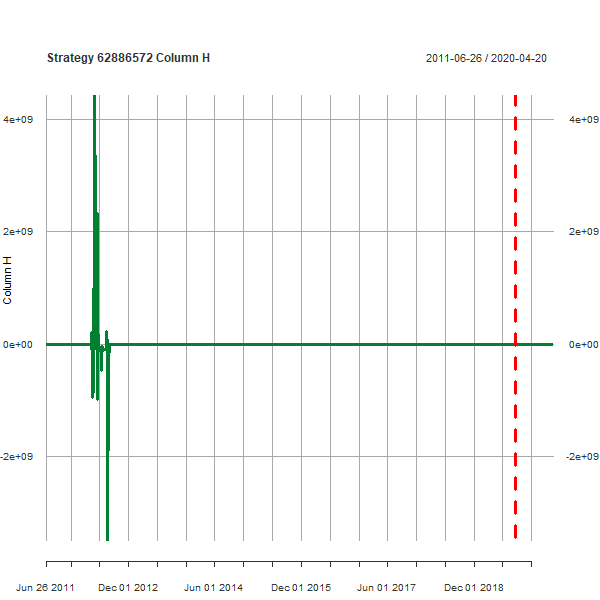 Strategy 62886572 Column H
2011-06-26 / 2020-04-20
4e+09
4e+09
2e+09
2e+09
Column H
0e+00
0e+00
-2e+09
-2e+09
Jun 26 2011
Dec 01 2012
Jun 01 2014
Dec 01 2015
Jun 01 2017
Dec 01 2018